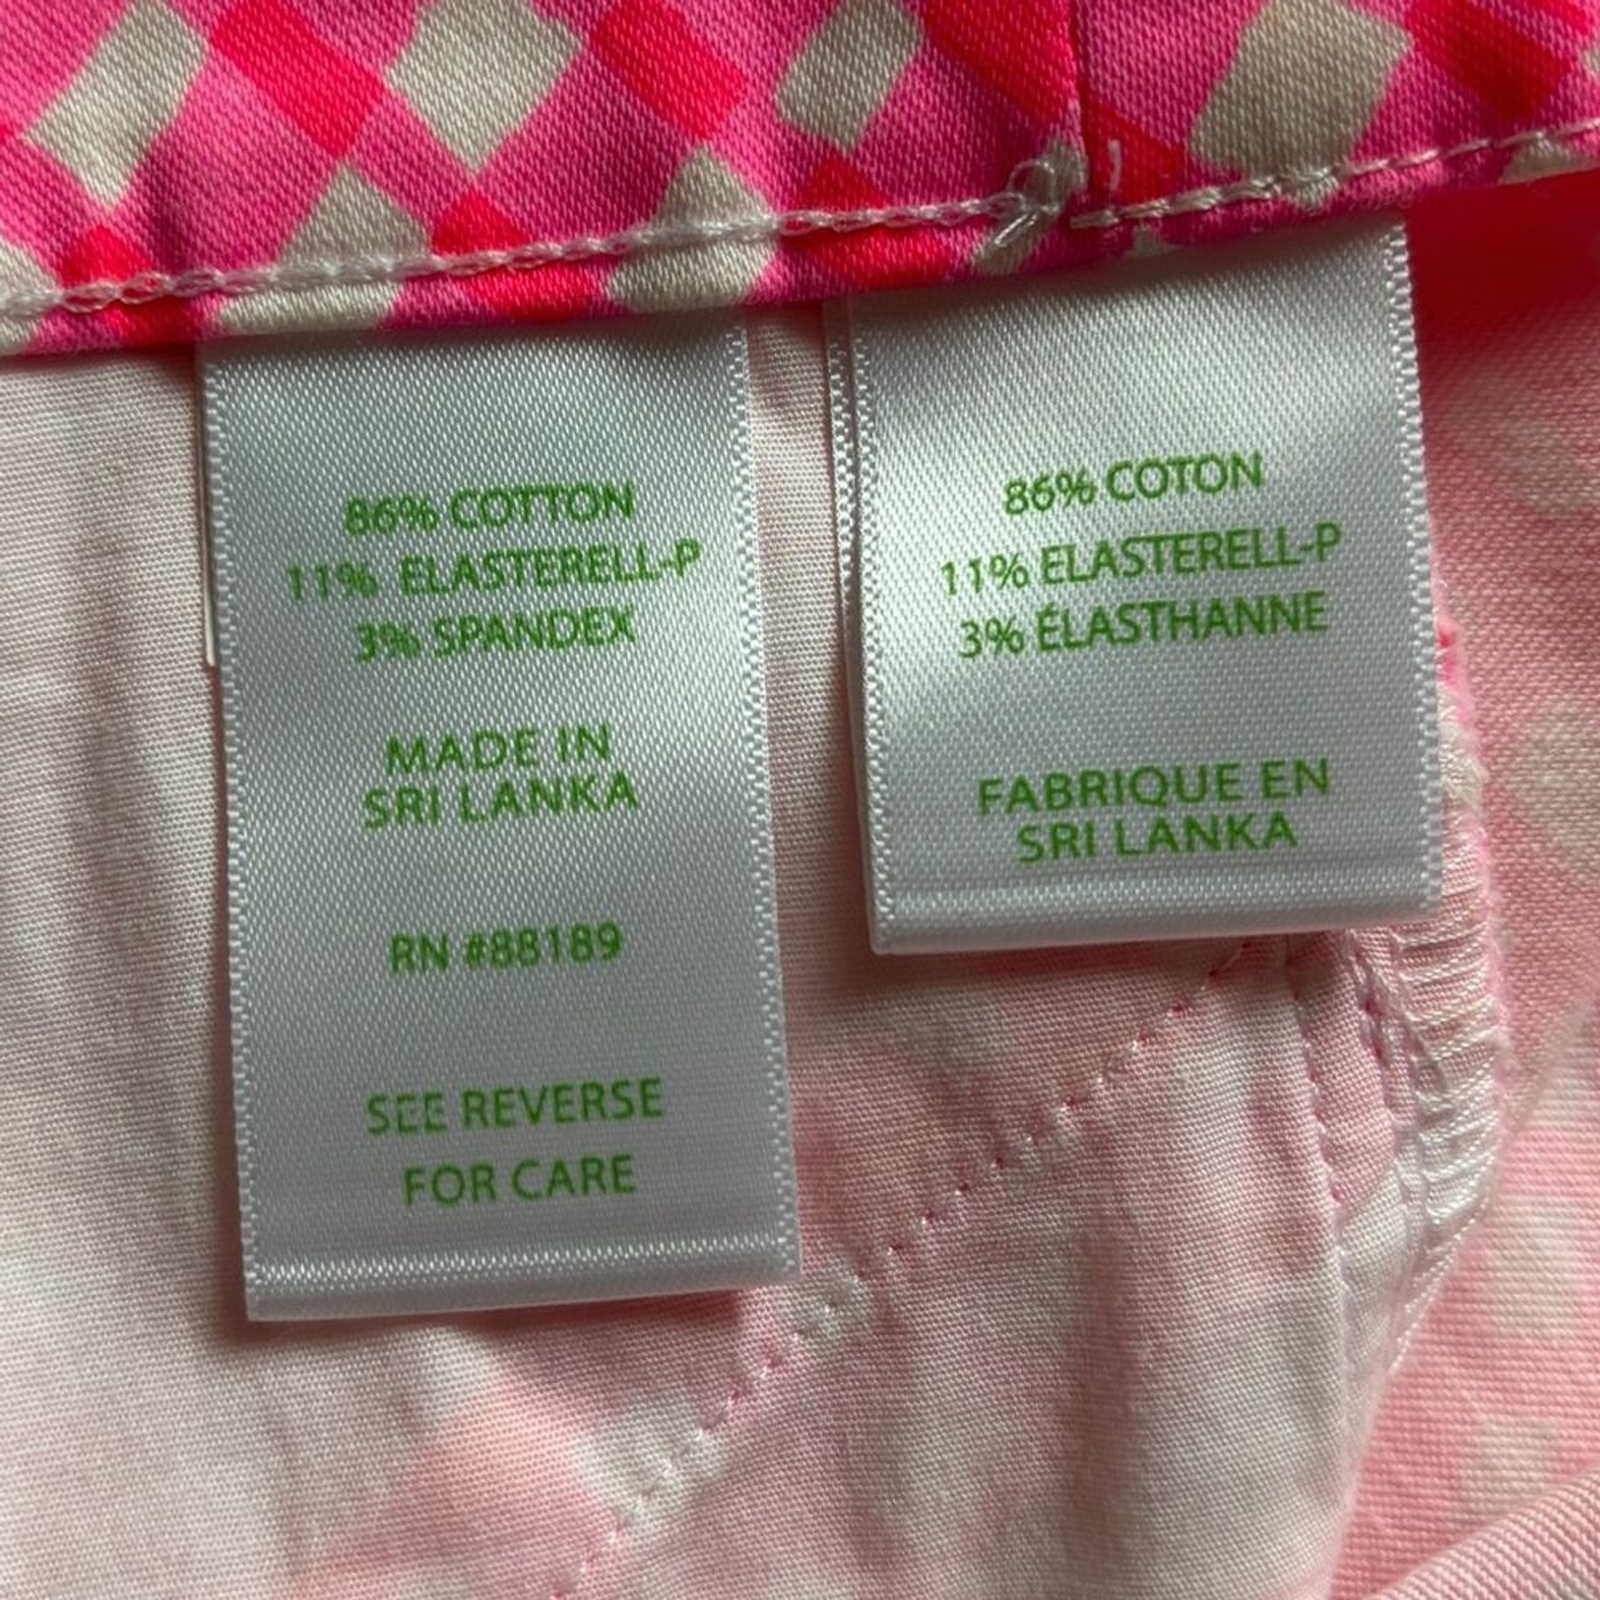 86% COTTON
11% ELASTERELL-P
3% SPANDEX
MADE IN
SRI LANKA
RN #88189
SEE REVERSE
FOR CARE
86% COTON
11% ELASTERELL-P
3% ÉLASTHANNE
FABRIQUE EN
SRI LANKA